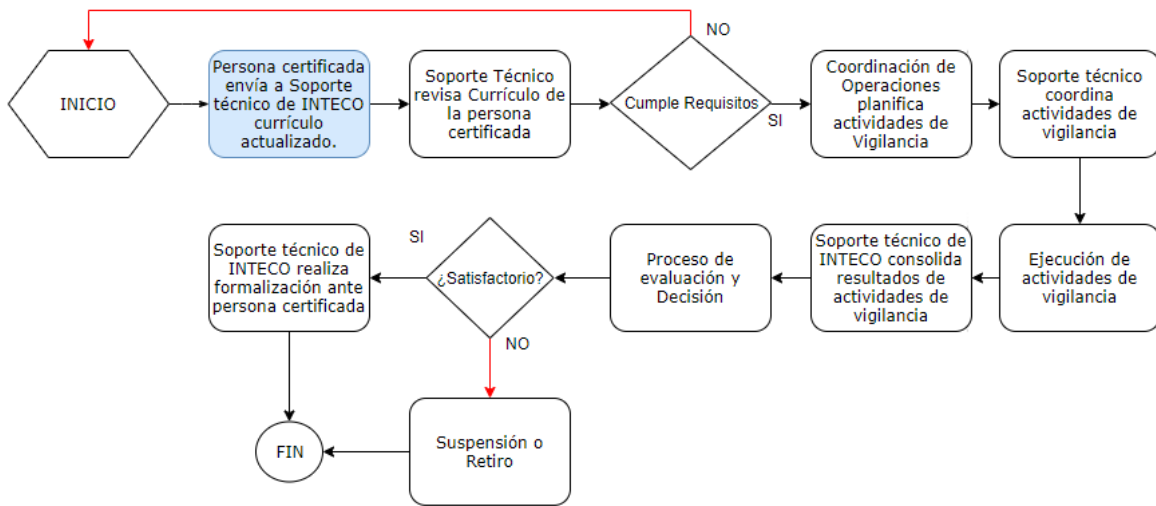 INICIO
Persona certificada
envía a Soporte
técnico de INTECO
currículo
actualizado.
Soporte Técnico
revisa Currículo de
la persona
certificada
NO
Cumple Requisitos
SI
Coordinación de
Operaciones
planifica
actividades de
Vigilancia
Soporte técnico
coordina
actividades de
vigilancia
Ejecución de
actividades de
vigilancia
Soporte técnico de
INTECO consolida
resultados de
actividades de
vigilancia
Proceso de
evaluación y
Decisión
¿Satisfactorio?
SI
Soporte técnico de
INTECO realiza
formalización ante
persona certificada
NO
Suspensión o
Retiro
FIN